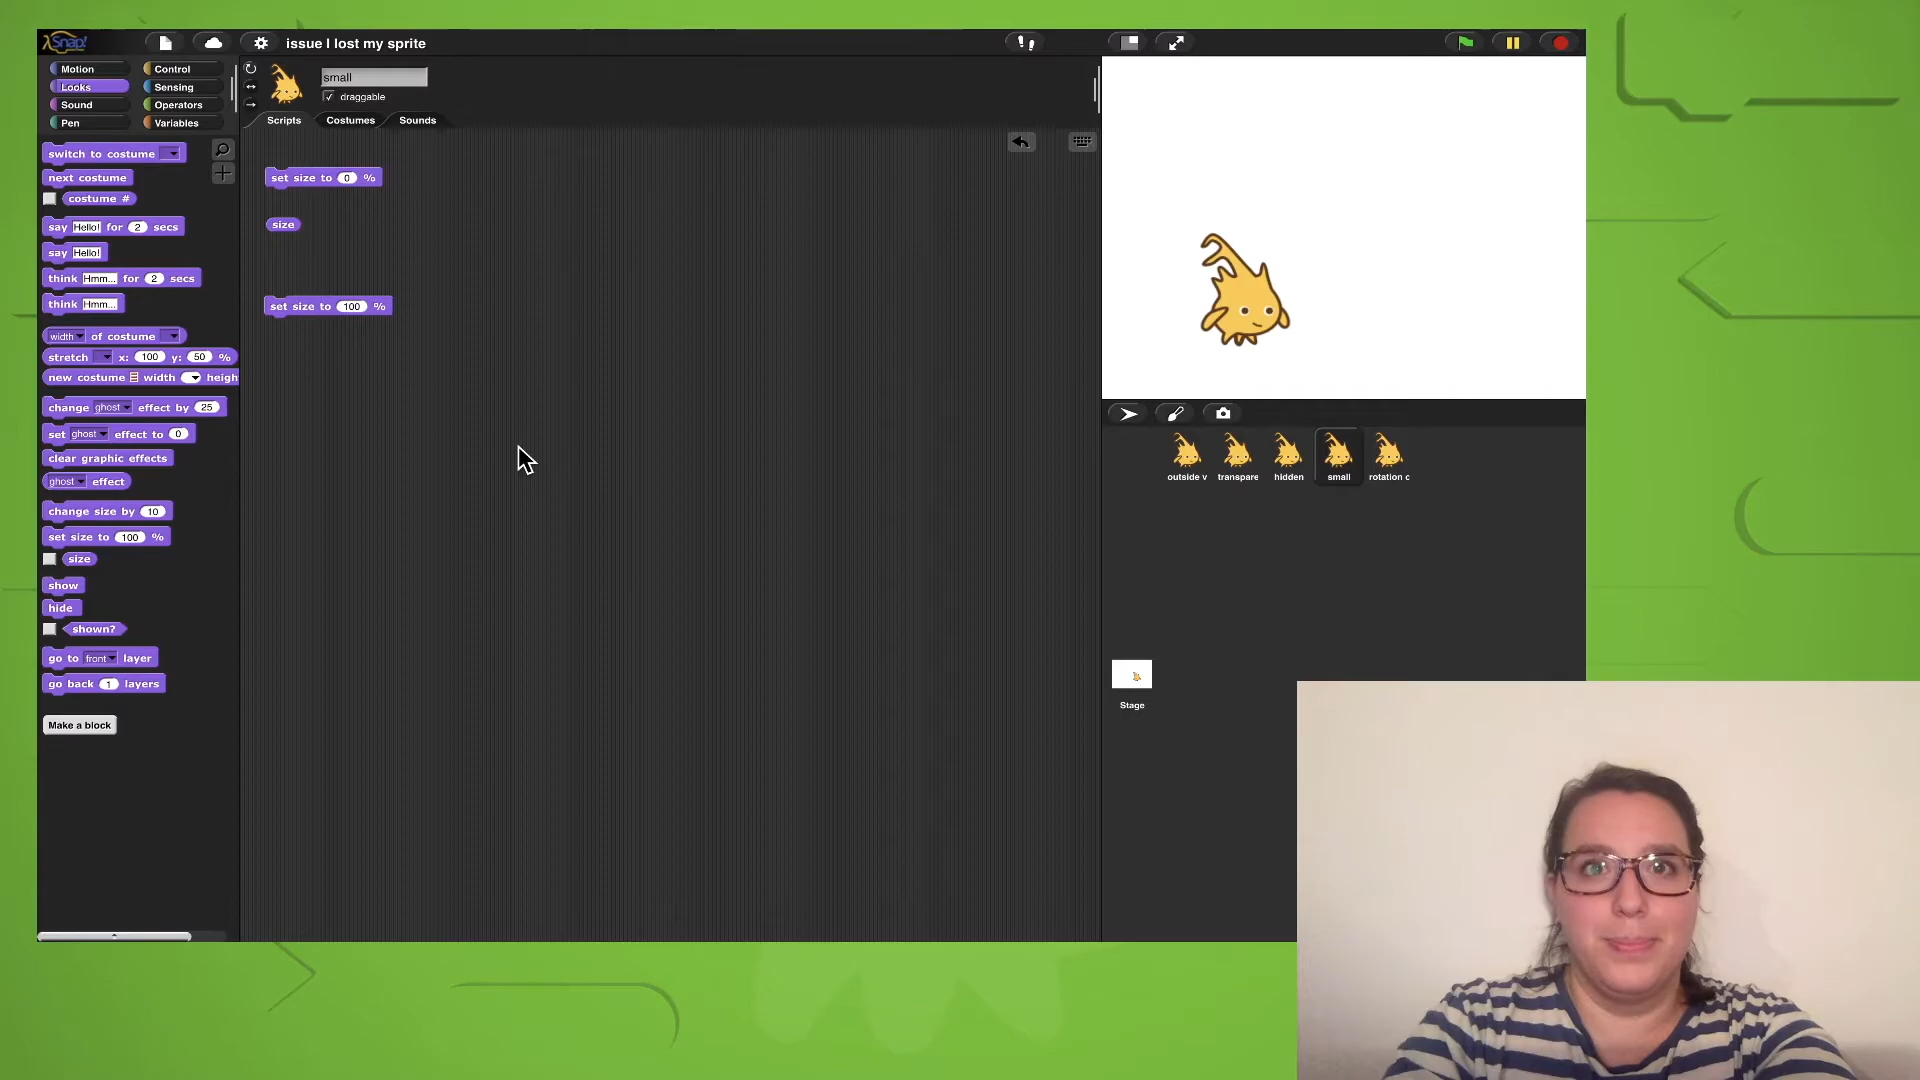 Snap!
issue I lost my sprite
Motion
Control
Looks
Sensing
Sound
Operators
Pen
Variables
small
draggable
Scripts
Costumes
Sounds
switch to costume
next costume
costume #
say Hello! for 2 secs
say Hello!
think Hmm... for 2 secs
think Hmm...
width of costume
stretch x: 100 y: 50 %
new costume width heigh
change ghost effect by 25
set ghost effect to 0
clear graphic effects
ghost effect
change size by 10
set size to 100 %
size
show
hide
shown?
go to front layer
go back 1 layers
Make a block
set size to 0 %
size
set size to 100 %
outside v
transpare
hidden
small
rotation c
Stage